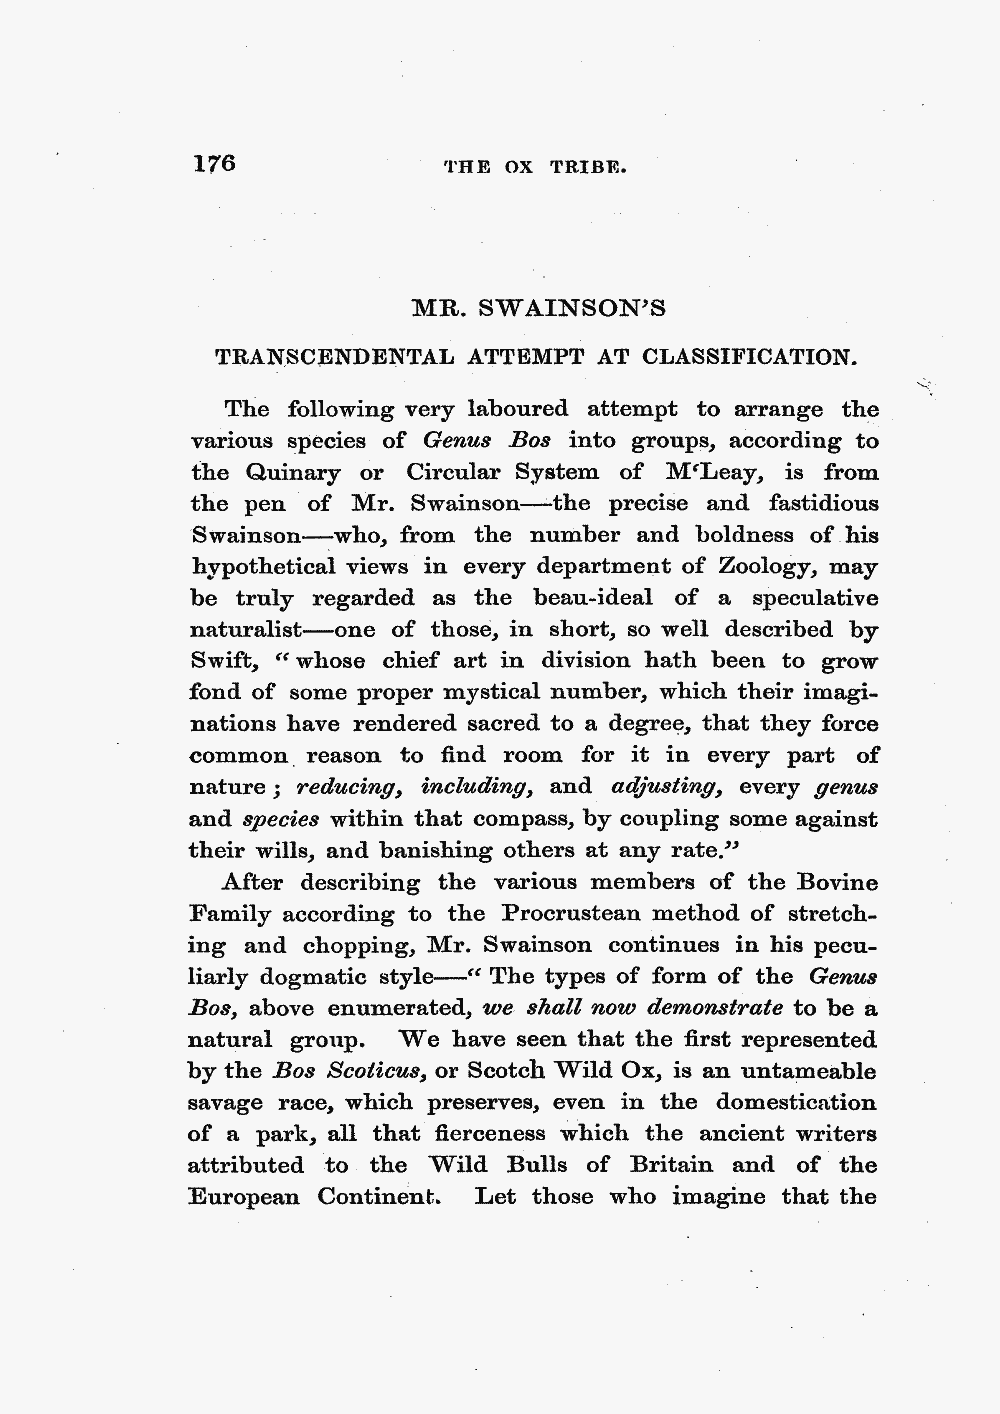 176 THE OX TRIBE.
MR. SWAINSON'S
TRANSCENDENTAL ATTEMPT AT CLASSIFICATION.
The following very laboured attempt to arrange the
various species of Genus Bos into groups, according to
the Quinary or Circular System of M‘Leay, is from
the pen of Mr. Swainson—the precise and fastidious
Swainson—who, from the number and boldness of his
hypothetical views in every department of Zoology, may
be truly regarded as the beau-ideal of a speculative
naturalist—one of those, in short, so well described by
Swift, “whose chief art in division hath been to grow
fond of some proper mystical number, which their imagi-
nations have rendered sacred to a degree, that they force
common reason to find room for it in every part of
nature; reducing, including, and adjusting, every genus
and species within that compass, by coupling some against
their wills, and banishing others at any rate.”
After describing the various members of the Bovine
Family according to the Procrustean method of stretch-
ing and chopping, Mr. Swainson continues in his pecu-
liarly dogmatic style—“The types of form of the Genus
Bos, above enumerated, we shall now demonstrate to be a
natural group. We have seen that the first represented
by the Bos Scoticus, or Scotch Wild Ox, is an untameable
savage race, which preserves, even in the domestication
of a park, all that fierceness which the ancient writers
attributed to the Wild Bulls of Britain and of the
European Continent. Let those who imagine that the